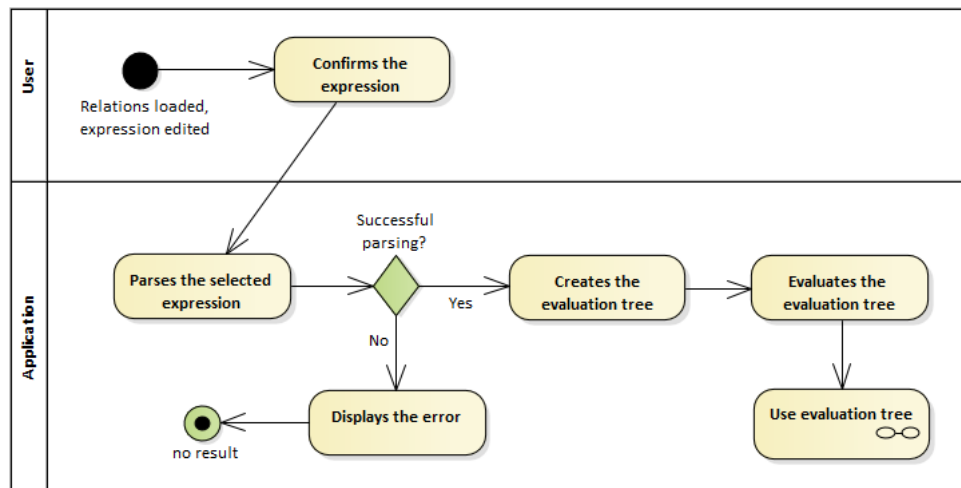 User
Confirms the
expression
Relations loaded,
expression edited
Application
Successful
parsing?
Parses the selected
expression
Yes
Creates the
evaluation tree
Evaluates the
evaluation tree
No
Displays the error
no result
Use evaluation tree